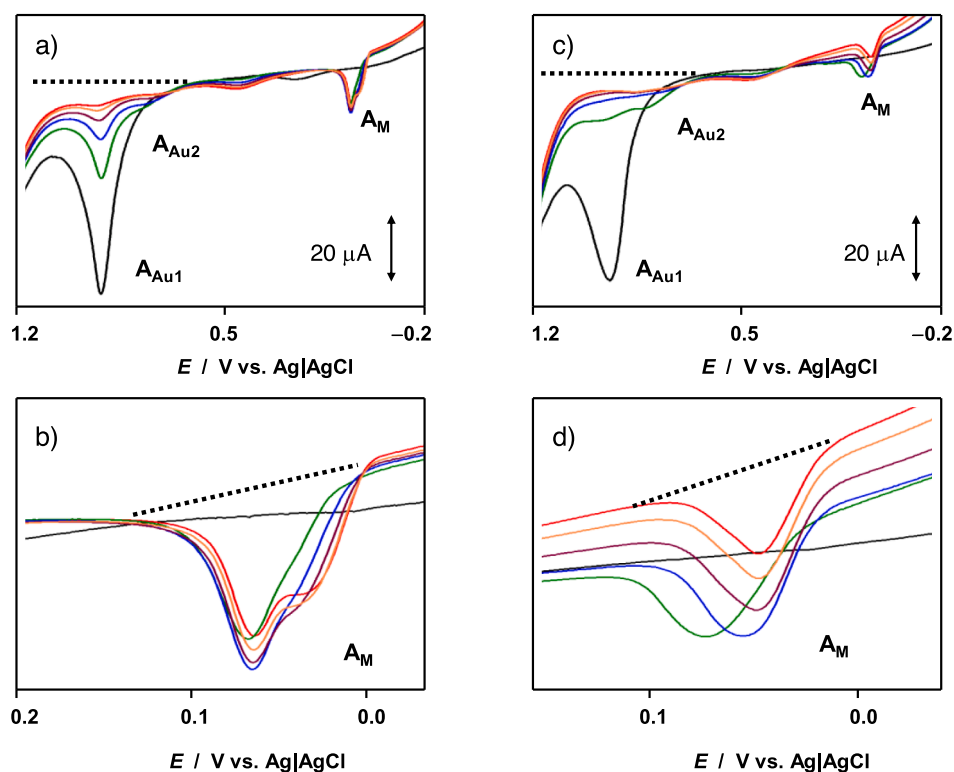 a)
A_Au2
A_M
20 μA
A_Au1
1.2 0.5 –0.2
E / V vs. Ag|AgCl
c)
A_Au2
A_M
20 μA
A_Au1
1.2 0.5 –0.2
E / V vs. Ag|AgCl
b)
A_M
0.2 0.1 0.0
E / V vs. Ag|AgCl
d)
A_M
0.1 0.0
E / V vs. Ag|AgCl